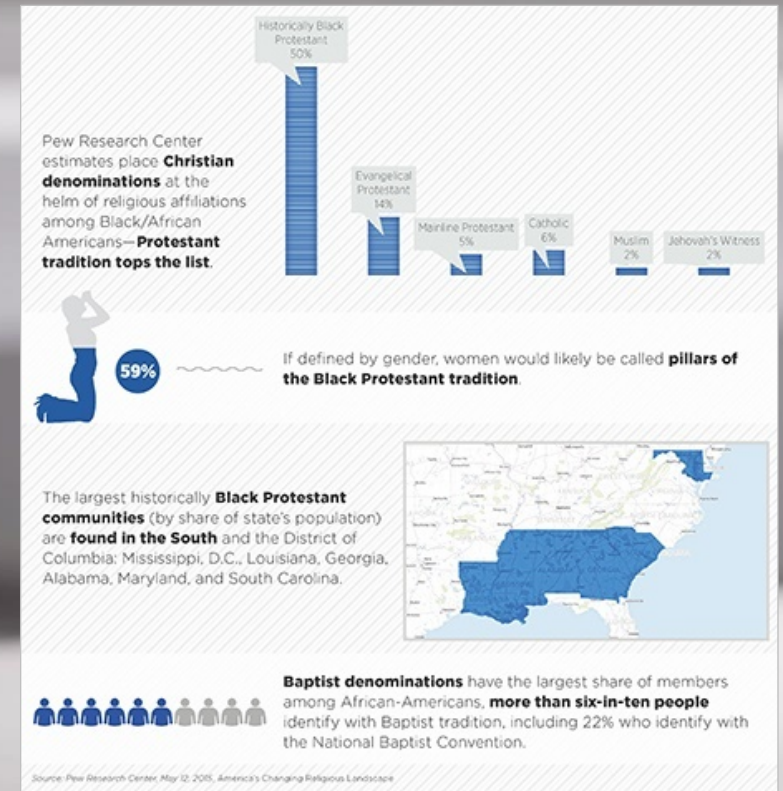 Historically Black
Protestant
50%
Evangelical
Protestant
14%
Mainline Protestant
5%
Catholic
6%
Muslim
2%
Jehovah's Witness
2%
Pew Research Center
estimates place Christian
denominations at the
helm of religious affiliations
among Black/African
Americans—Protestant
tradition tops the list.
59%
If defined by gender, women would likely be called pillars of
the Black Protestant tradition.
The largest historically Black Protestant
communities (by share of state's population)
are found in the South and the District of
Columbia: Mississippi, D.C., Louisiana, Georgia,
Alabama, Maryland, and South Carolina.
Baptist denominations have the largest share of members
among African-Americans, more than six-in-ten people
identify with Baptist tradition, including 22% who identify with
the National Baptist Convention.
Source: Pew Research Center, May 12, 2015, America's Changing Religious Landscape